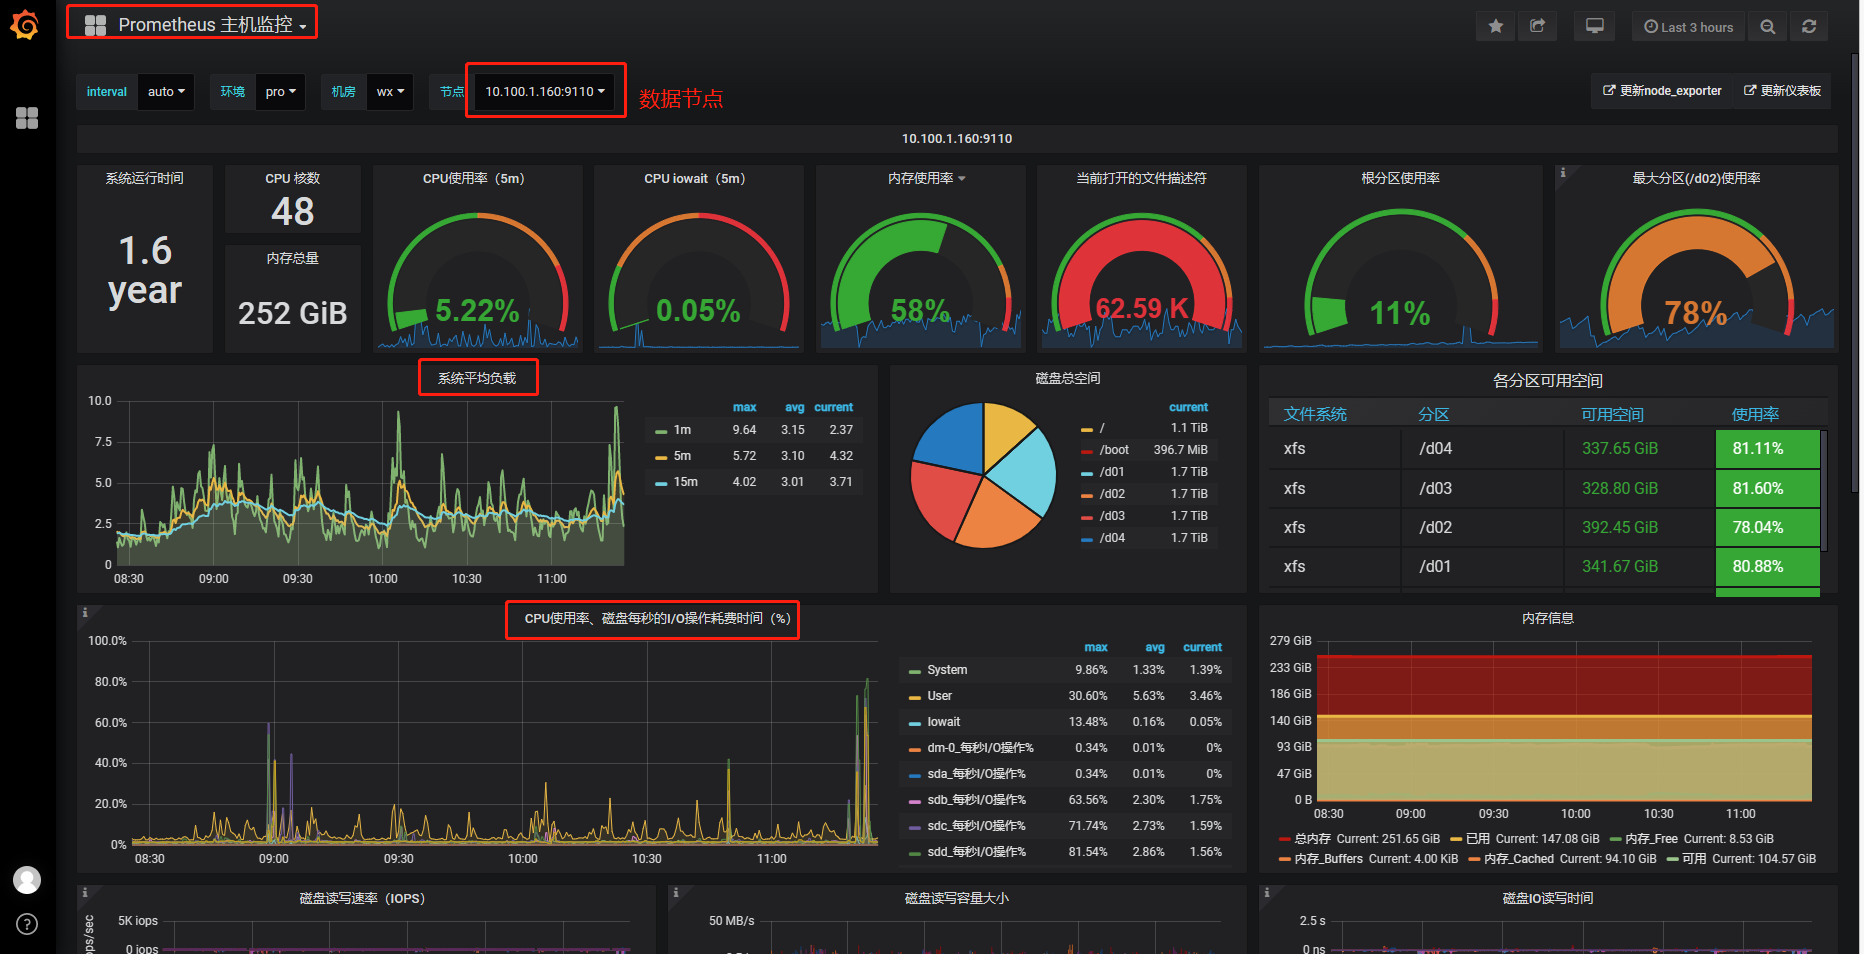 Prometheus 主机监控
Last 3 hours
interval auto 环境 pro 机房 wx 节点 10.100.1.160:9110 数据节点 更新node_exporter 更新仪表板
10.100.1.160:9110
系统运行时间
1.6
year
CPU 核数
48
内存总量
252 GiB
CPU使用率（5m）
5.22%
CPU iowait（5m）
0.05%
内存使用率
58%
当前打开的文件描述符
62.59 K
根分区使用率
11%
最大分区(/d02)使用率
78%
系统平均负载
10.0
7.5
5.0
2.5
0
08:30 09:00 09:30 10:00 10:30 11:00
max avg current
1m 9.64 3.15 2.37
5m 5.72 3.10 4.32
15m 4.02 3.01 3.71
磁盘总空间
current
/ 1.1 TiB
/boot 396.7 MiB
/d01 1.7 TiB
/d02 1.7 TiB
/d03 1.7 TiB
/d04 1.7 TiB
各分区可用空间
文件系统 分区 可用空间 使用率
xfs /d04 337.65 GiB 81.11%
xfs /d03 328.80 GiB 81.60%
xfs /d02 392.45 GiB 78.04%
xfs /d01 341.67 GiB 80.88%
CPU使用率、磁盘每秒的I/O操作耗费时间（%）
100.0%
80.0%
60.0%
40.0%
20.0%
0%
08:30 09:00 09:30 10:00 10:30 11:00
max avg current
System 9.86% 1.33% 1.39%
User 30.60% 5.63% 3.46%
Iowait 13.48% 0.16% 0.05%
dm-0_每秒I/O操作% 0.34% 0.01% 0%
sda_每秒I/O操作% 0.34% 0.01% 0%
sdb_每秒I/O操作% 63.56% 2.30% 1.75%
sdc_每秒I/O操作% 71.74% 2.73% 1.59%
sdd_每秒I/O操作% 81.54% 2.86% 1.56%
内存信息
279 GiB
233 GiB
186 GiB
140 GiB
93 GiB
47 GiB
0 B
08:30 09:00 09:30 10:00 10:30 11:00
总内存 Current: 251.65 GiB 已用 Current: 147.08 GiB 内存_Free Current: 8.53 GiB
内存_Buffers Current: 4.00 KiB 内存_Cached Current: 94.10 GiB 可用 Current: 104.57 GiB
磁盘读写速率（IOPS）
5K iops
0 iops
磁盘读写容量大小
50 MB/s
磁盘IO读写时间
2.5 s
0 ns